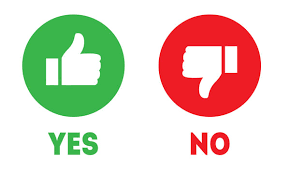 YES NO